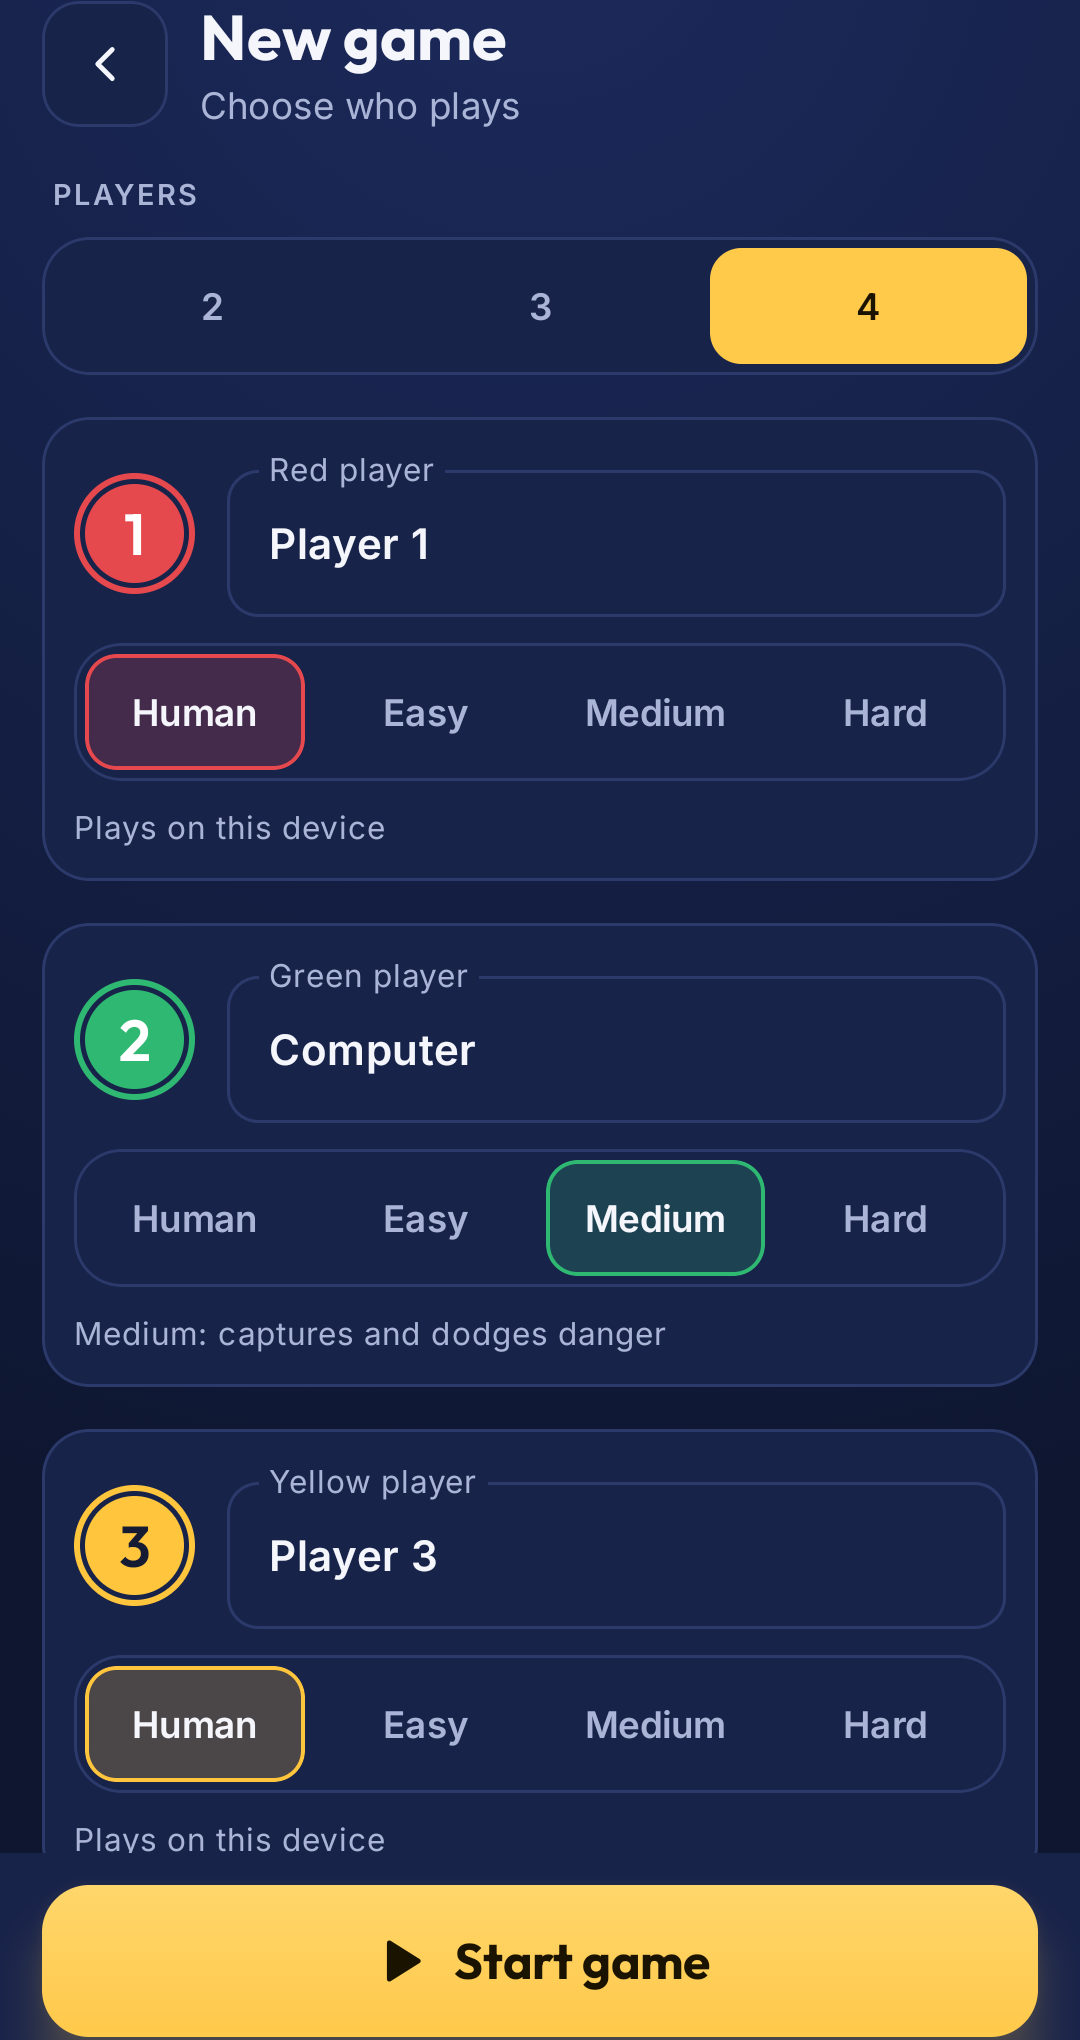 New game
Choose who plays
PLAYERS
2 3 4
Red player
1 Player 1
Human Easy Medium Hard
Plays on this device
Green player
2 Computer
Human Easy Medium Hard
Medium: captures and dodges danger
Yellow player
3 Player 3
Human Easy Medium Hard
Plays on this device
Start game